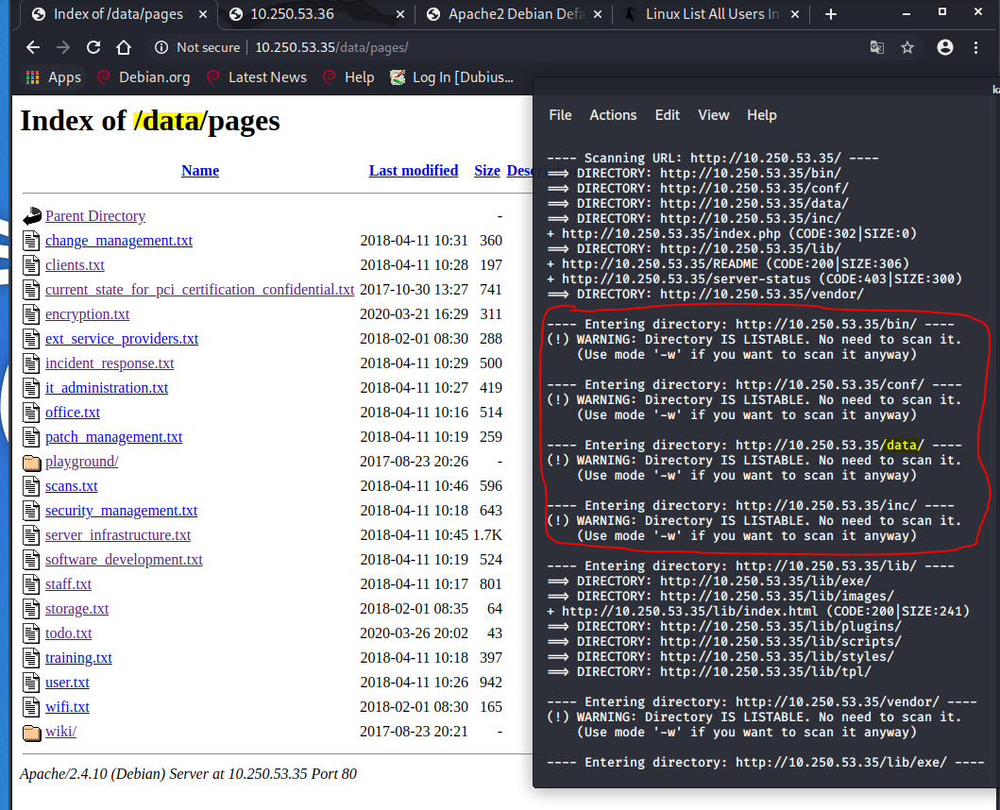 Index of /data/pages
10.250.53.36
Apache2 Debian Defa
Linux List All Users In
Not secure | 10.250.53.35/data/pages/
Apps Debian.org Latest News Help Log In [Dubius...
Index of /data/pages
Name Last modified Size
Parent Directory -
change_management.txt 2018-04-11 10:31 360
clients.txt 2018-04-11 10:28 197
current_state_for_pci_certification_confidential.txt 2017-10-30 13:27 741
encryption.txt 2020-03-21 16:29 311
ext_service_providers.txt 2018-02-01 08:30 288
incident_response.txt 2018-04-11 10:29 500
it_administration.txt 2018-04-11 10:27 419
office.txt 2018-04-11 10:16 514
patch_management.txt 2018-04-11 10:19 259
playground/ 2017-08-23 20:26 -
scans.txt 2018-04-11 10:46 596
security_management.txt 2018-04-11 10:18 643
server_infrastructure.txt 2018-04-11 10:45 1.7K
software_development.txt 2018-04-11 10:19 524
staff.txt 2018-04-11 10:17 801
storage.txt 2018-02-01 08:35 64
todo.txt 2020-03-26 20:02 43
training.txt 2018-04-11 10:18 397
user.txt 2018-04-11 10:26 942
wifi.txt 2018-02-01 08:30 165
wiki/ 2017-08-23 20:21 -
Apache/2.4.10 (Debian) Server at 10.250.53.35 Port 80
File Actions Edit View Help
---- Scanning URL: http://10.250.53.35/ ----
==> DIRECTORY: http://10.250.53.35/bin/
==> DIRECTORY: http://10.250.53.35/conf/
==> DIRECTORY: http://10.250.53.35/data/
==> DIRECTORY: http://10.250.53.35/inc/
+ http://10.250.53.35/index.php (CODE:302|SIZE:0)
==> DIRECTORY: http://10.250.53.35/lib/
+ http://10.250.53.35/README (CODE:200|SIZE:306)
+ http://10.250.53.35/server-status (CODE:403|SIZE:300)
==> DIRECTORY: http://10.250.53.35/vendor/
---- Entering directory: http://10.250.53.35/bin/ ----
(!) WARNING: Directory IS LISTABLE. No need to scan it.
(Use mode '-w' if you want to scan it anyway)
---- Entering directory: http://10.250.53.35/conf/ ----
(!) WARNING: Directory IS LISTABLE. No need to scan it.
(Use mode '-w' if you want to scan it anyway)
---- Entering directory: http://10.250.53.35/data/ ----
(!) WARNING: Directory IS LISTABLE. No need to scan it.
(Use mode '-w' if you want to scan it anyway)
---- Entering directory: http://10.250.53.35/inc/ ----
(!) WARNING: Directory IS LISTABLE. No need to scan it.
(Use mode '-w' if you want to scan it anyway)
---- Entering directory: http://10.250.53.35/lib/ ----
==> DIRECTORY: http://10.250.53.35/lib/exe/
==> DIRECTORY: http://10.250.53.35/lib/images/
+ http://10.250.53.35/lib/index.html (CODE:200|SIZE:241)
==> DIRECTORY: http://10.250.53.35/lib/plugins/
==> DIRECTORY: http://10.250.53.35/lib/scripts/
==> DIRECTORY: http://10.250.53.35/lib/styles/
==> DIRECTORY: http://10.250.53.35/lib/tpl/
---- Entering directory: http://10.250.53.35/vendor/ ----
(!) WARNING: Directory IS LISTABLE. No need to scan it.
(Use mode '-w' if you want to scan it anyway)
---- Entering directory: http://10.250.53.35/lib/exe/ ----